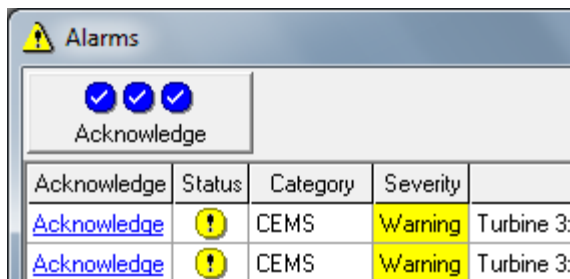 Alarms
Acknowledge
Acknowledge Status Category Severity
Acknowledge CEMS Warning Turbine 3:
Acknowledge CEMS Warning Turbine 3: